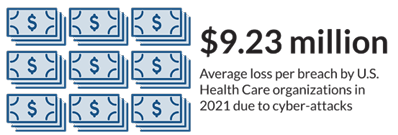 $ $ $
$9.23 million
$ $ $
Average loss per breach by U.S.
Health Care organizations in
$ $ $
2021 due to cyber-attacks